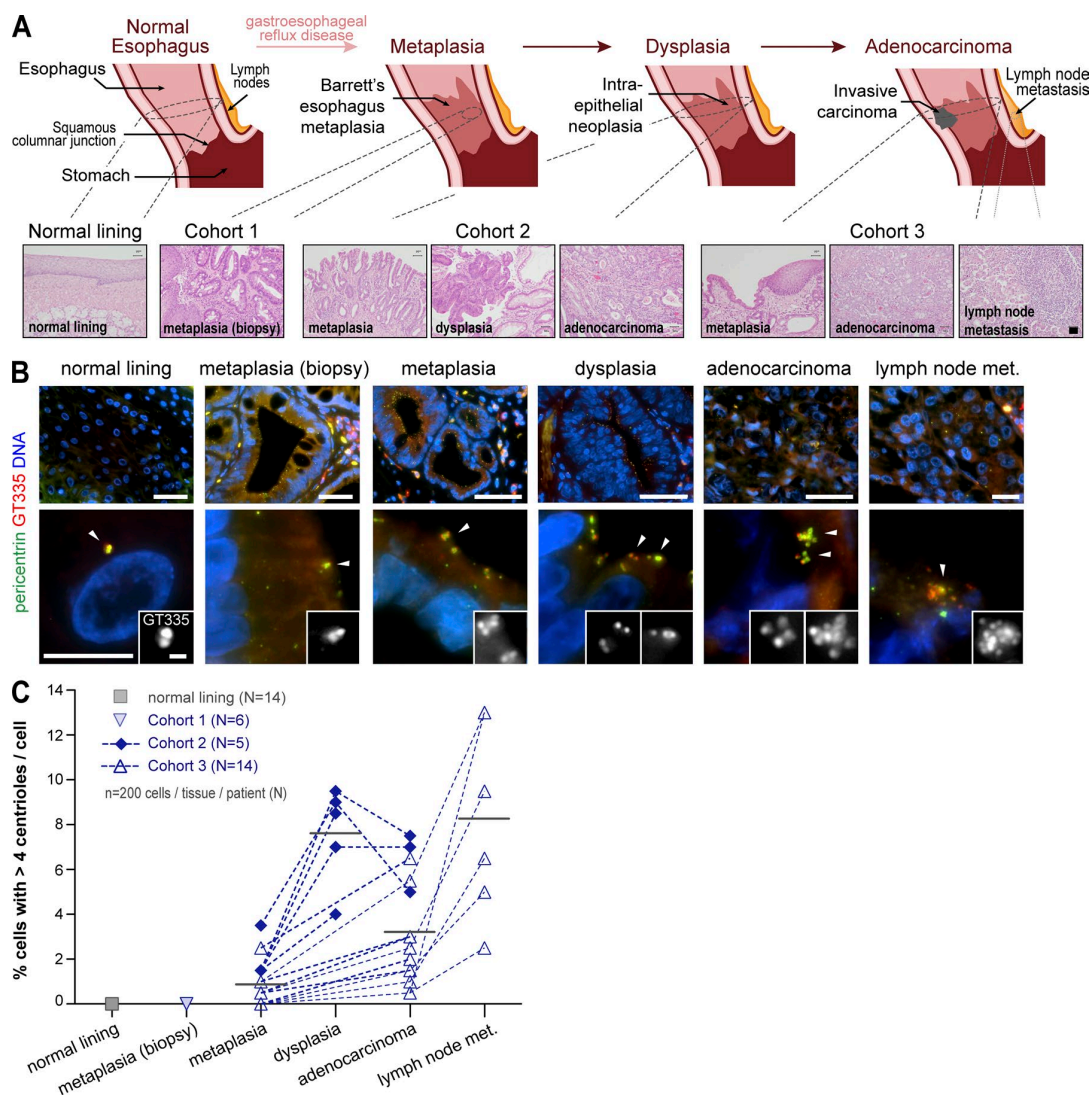 A
Normal
Esophagus
gastroesophageal
reflux disease
Metaplasia
Dysplasia
Adenocarcinoma
Esophagus
Lymph
nodes
Squamous
columnar junction
Stomach
Barrett's
esophagus
metaplasia
Intra-
epithelial
neoplasia
Invasive
carcinoma
Lymph node
metastasis
Normal lining
Cohort 1
Cohort 2
Cohort 3
normal lining
metaplasia (biopsy)
metaplasia
dysplasia
adenocarcinoma
metaplasia
adenocarcinoma
lymph node
metastasis
B
normal lining
metaplasia (biopsy)
metaplasia
dysplasia
adenocarcinoma
lymph node met.
pericentrin GT335 DNA
GT335
C
% cells with > 4 centrioles / cell
14
12
10
8
6
4
2
0
normal lining (N=14)
Cohort 1 (N=6)
Cohort 2 (N=5)
Cohort 3 (N=14)
n=200 cells / tissue / patient (N)
normal lining
metaplasia (biopsy)
metaplasia
dysplasia
adenocarcinoma
lymph node met.